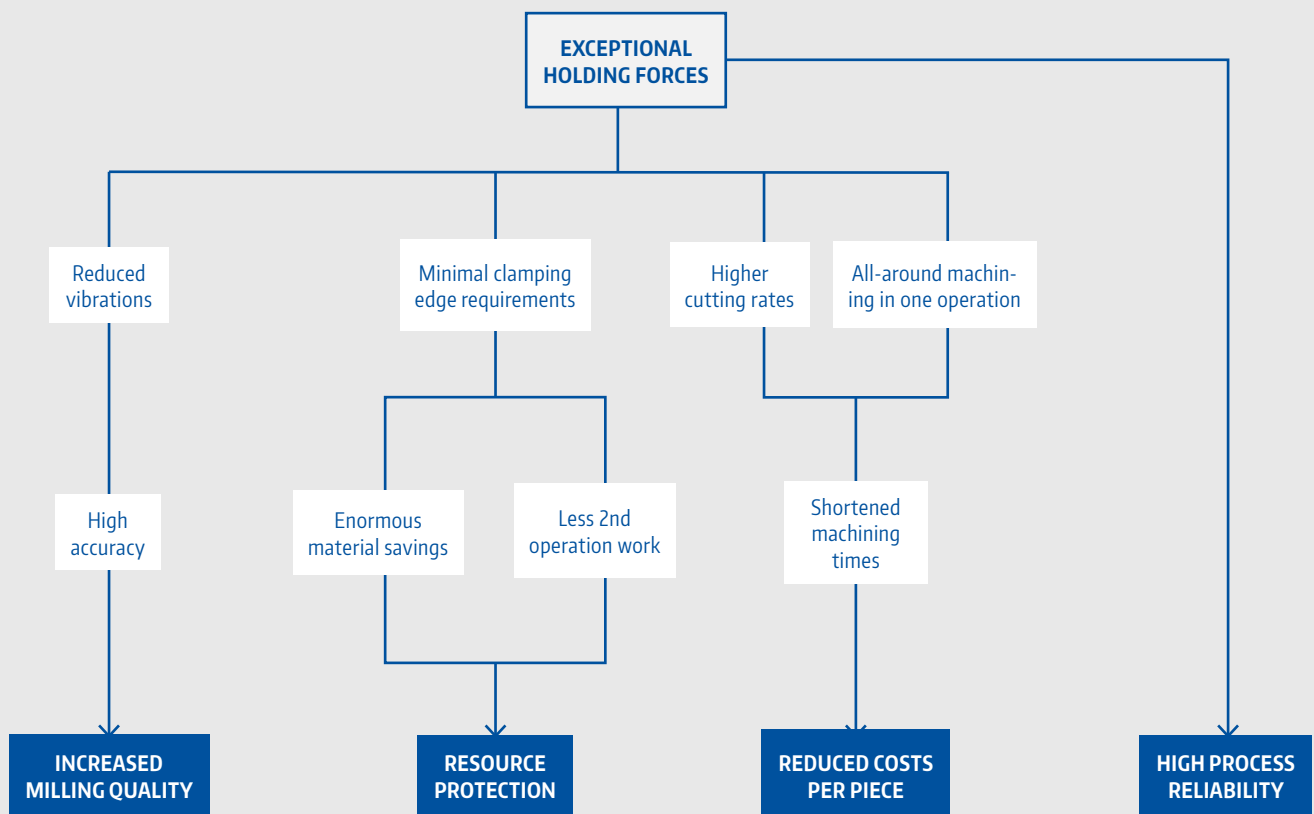 EXCEPTIONAL
HOLDING FORCES
Reduced
vibrations
Minimal clamping
edge requirements
Higher
cutting rates
All-around machin-
ing in one operation
High
accuracy
Enormous
material savings
Less 2nd
operation work
Shortened
machining
times
INCREASED
MILLING QUALITY
RESOURCE
PROTECTION
REDUCED COSTS
PER PIECE
HIGH PROCESS
RELIABILITY